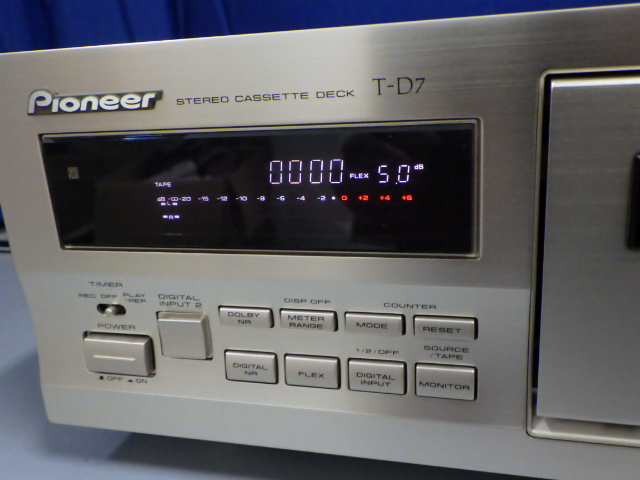 Pioneer STEREO CASSETTE DECK T-D7
0000 FLEX 5.0 dB
TAPE
dB -∞ -20 -15 -12 -10 -8 -6 -4 -2 • 0 +2 +4 +6
L
R
TIMER
REC OFF PLAY/REP
DIGITAL INPUT 2
DISP OFF
COUNTER
DOLBY NR
METER RANGE
MODE
RESET
POWER
1/2/OFF
SOURCE /TAPE
DIGITAL NR
FLEX
DIGITAL INPUT
MONITOR
OFF ON